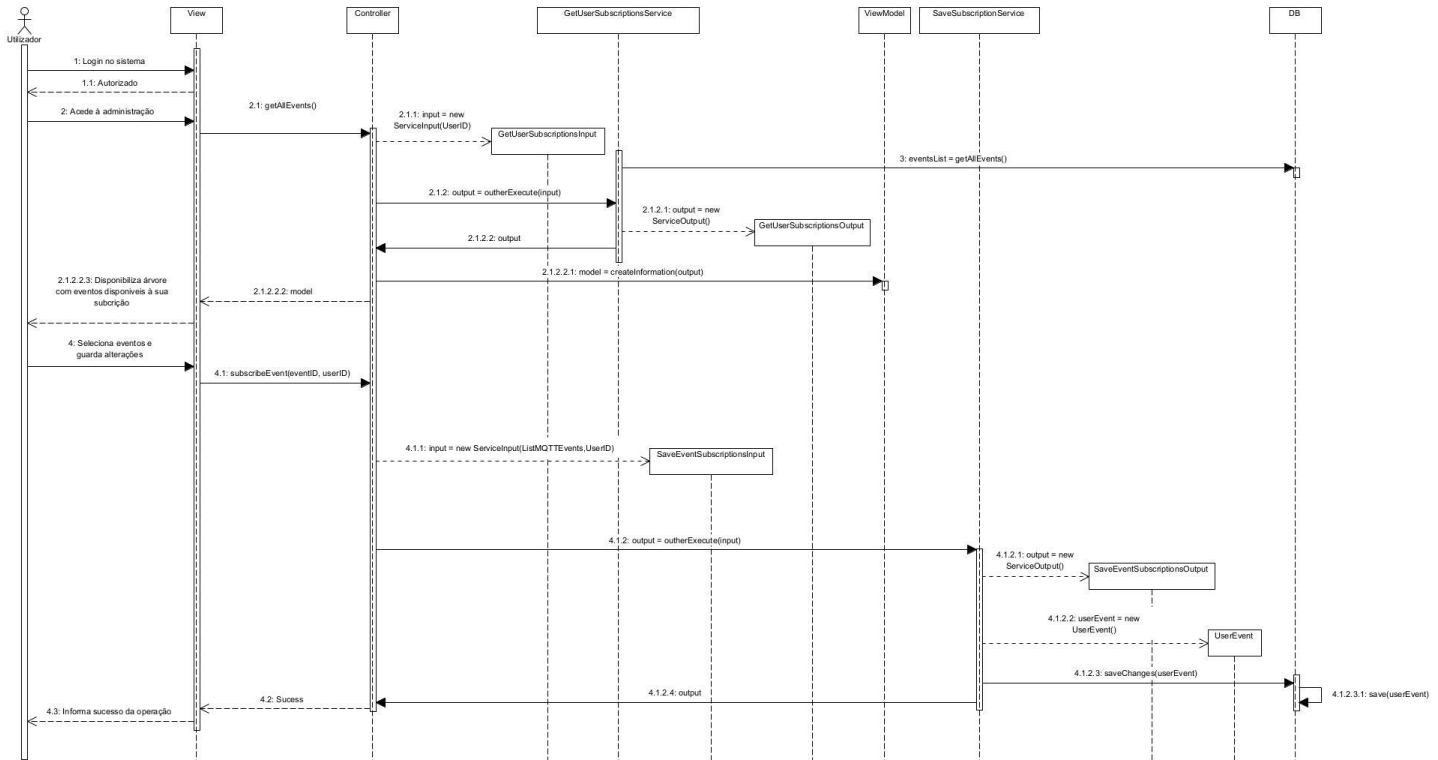 View
Controller
GetUserSubscriptionsService
ViewModel
SaveSubscriptionService
DB
Utilizador
1: Login no sistema
1.1: Autorizado
2: Acede à administração
2.1: getAllEvents()
2.1.1: input = new
ServiceInput(UserID)
GetUserSubscriptionsInput
3: eventsList = getAllEvents()
2.1.2: output = outherExecute(input)
2.1.2.1: output = new
ServiceOutput()
GetUserSubscriptionsOutput
2.1.2.2: output
2.1.2.2.1: model = createInformation(output)
2.1.2.2.3: Disponibiliza árvore
com eventos disponíveis à sua
subcrição
2.1.2.2.2: model
4: Seleciona eventos e
guarda alterações
4.1: subscribeEvent(eventID, userID)
4.1.1: input = new ServiceInput(ListMQTTEvents,UserID)
SaveEventSubscriptionsInput
4.1.2: output = outherExecute(input)
4.1.2.1: output = new
ServiceOutput()
SaveEventSubscriptionsOutput
4.1.2.2: userEvent = new
UserEvent()
UserEvent
4.1.2.3: saveChanges(userEvent)
4.1.2.3.1: save(userEvent)
4.1.2.4: output
4.2: Sucess
4.3: Informa sucesso da operação